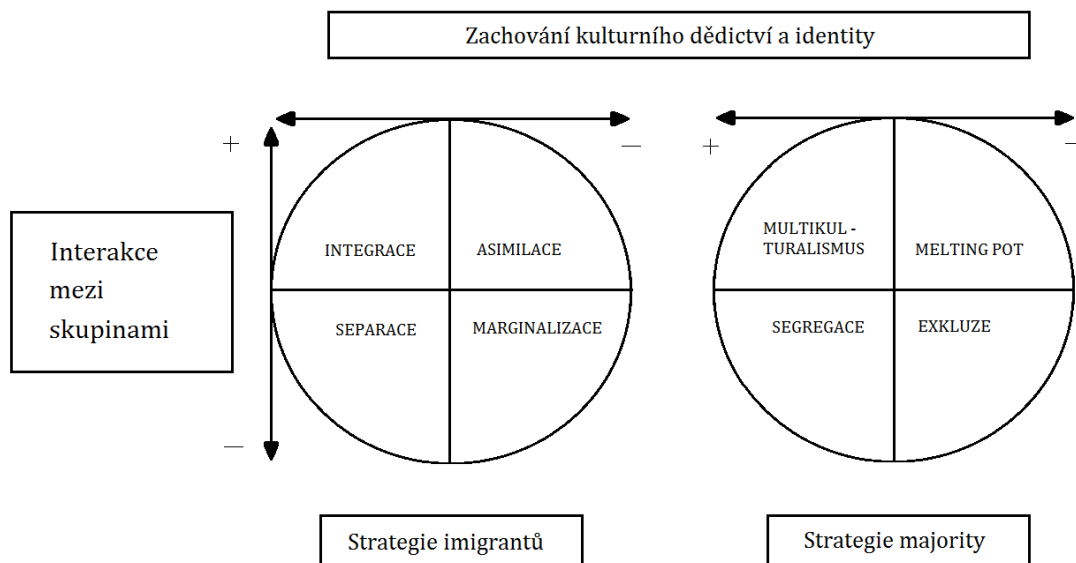 Zachování kulturního dědictví a identity
+
—
+
—
Interakce
mezi
skupinami
INTEGRACE
ASIMILACE
SEPARACE
MARGINALIZACE
MULTIKUL -
TURALISMUS
MELTING POT
SEGREGACE
EXKLUZE
—
Strategie imigrantů
Strategie majority